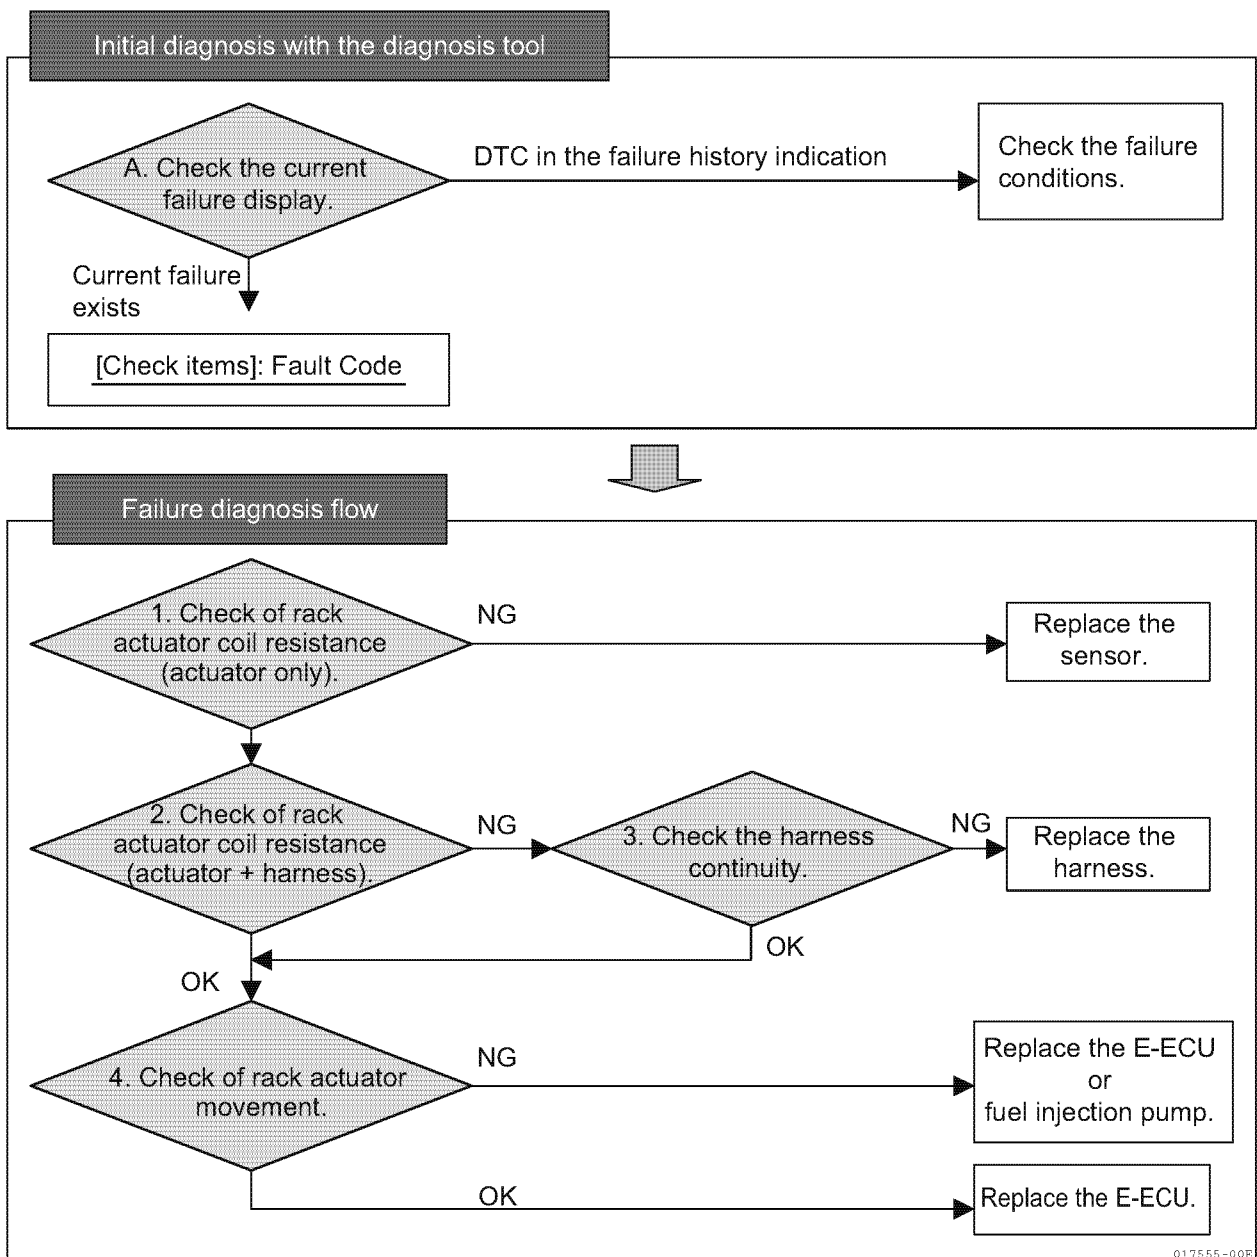 Initial diagnosis with the diagnosis tool
A. Check the current
failure display.
DTC in the failure history indication
Check the failure
conditions.
Current failure
exists
[Check items]: Fault Code
Failure diagnosis flow
1. Check of rack
actuator coil resistance
(actuator only).
NG
Replace the
sensor.
2. Check of rack
actuator coil resistance
(actuator + harness).
NG
3. Check the harness
continuity.
NG
Replace the
harness.
OK
OK
4. Check of rack actuator
movement.
NG
Replace the E-ECU
or
fuel injection pump.
OK
Replace the E-ECU.
017555-00E